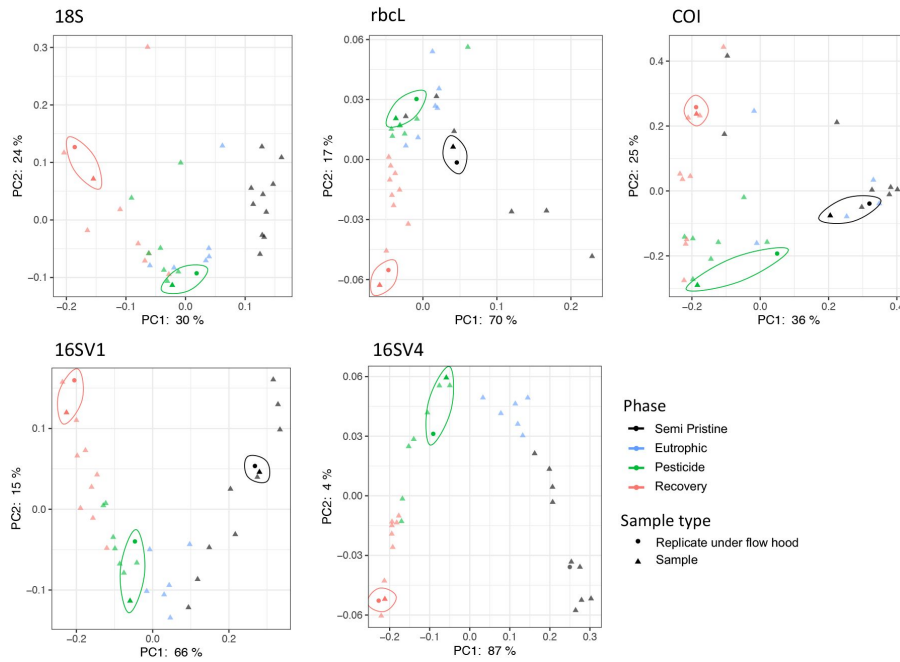 18S
rbcL
COI
0.3
0.2
0.1
0.0
−0.1
PC2: 24 %
−0.2
−0.1
0.0
0.1
PC1: 30 %
0.06
0.03
0.00
−0.03
−0.06
PC2: 17 %
0.0
0.1
0.2
PC1: 70 %
0.4
0.2
0.0
−0.2
PC2: 25 %
−0.2
0.0
0.2
0.4
PC1: 36 %
16SV1
16SV4
0.1
0.0
−0.1
PC2: 15 %
−0.2
0.0
0.2
PC1: 66 %
0.06
0.03
0.00
−0.03
−0.06
PC2: 4 %
−0.2
−0.1
0.0
0.1
0.2
0.3
PC1: 87 %
Phase
Semi Pristine
Eutrophic
Pesticide
Recovery
Sample type
Replicate under flow hood
Sample